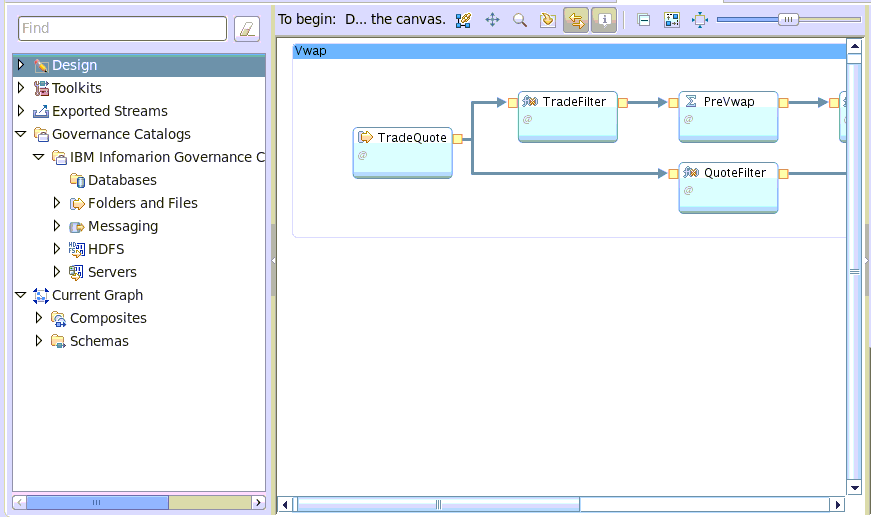 Find
To begin: D... the canvas.
Design
Toolkits
Exported Streams
Governance Catalogs
IBM Infomarion Governance C
Databases
Folders and Files
Messaging
HDFS
Servers
Current Graph
Composites
Schemas
Vwap
TradeQuote
@
TradeFilter
@
PreVwap
@
QuoteFilter
@